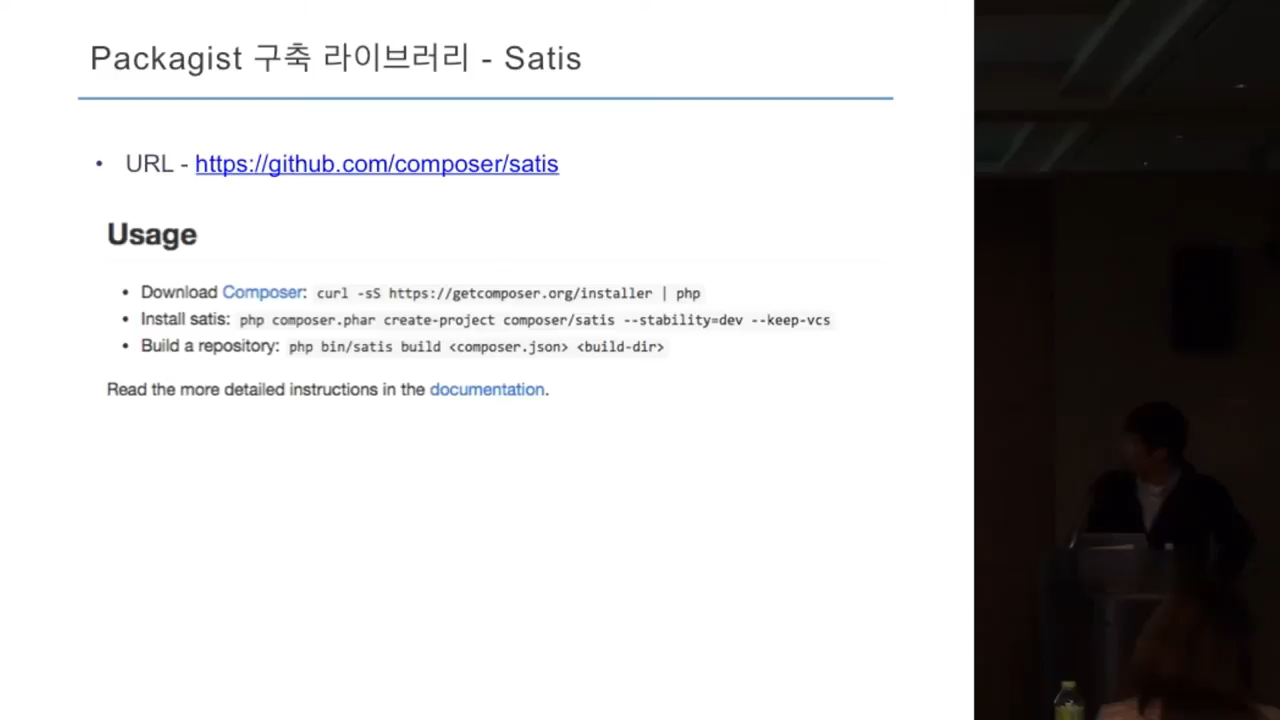 Packagist 구축 라이브러리 - Satis
• URL - https://github.com/composer/satis
Usage
• Download Composer: curl -sS https://getcomposer.org/installer | php
• Install satis: php composer.phar create-project composer/satis --stability=dev --keep-vcs
• Build a repository: php bin/satis build <composer.json> <build-dir>
Read the more detailed instructions in the documentation.